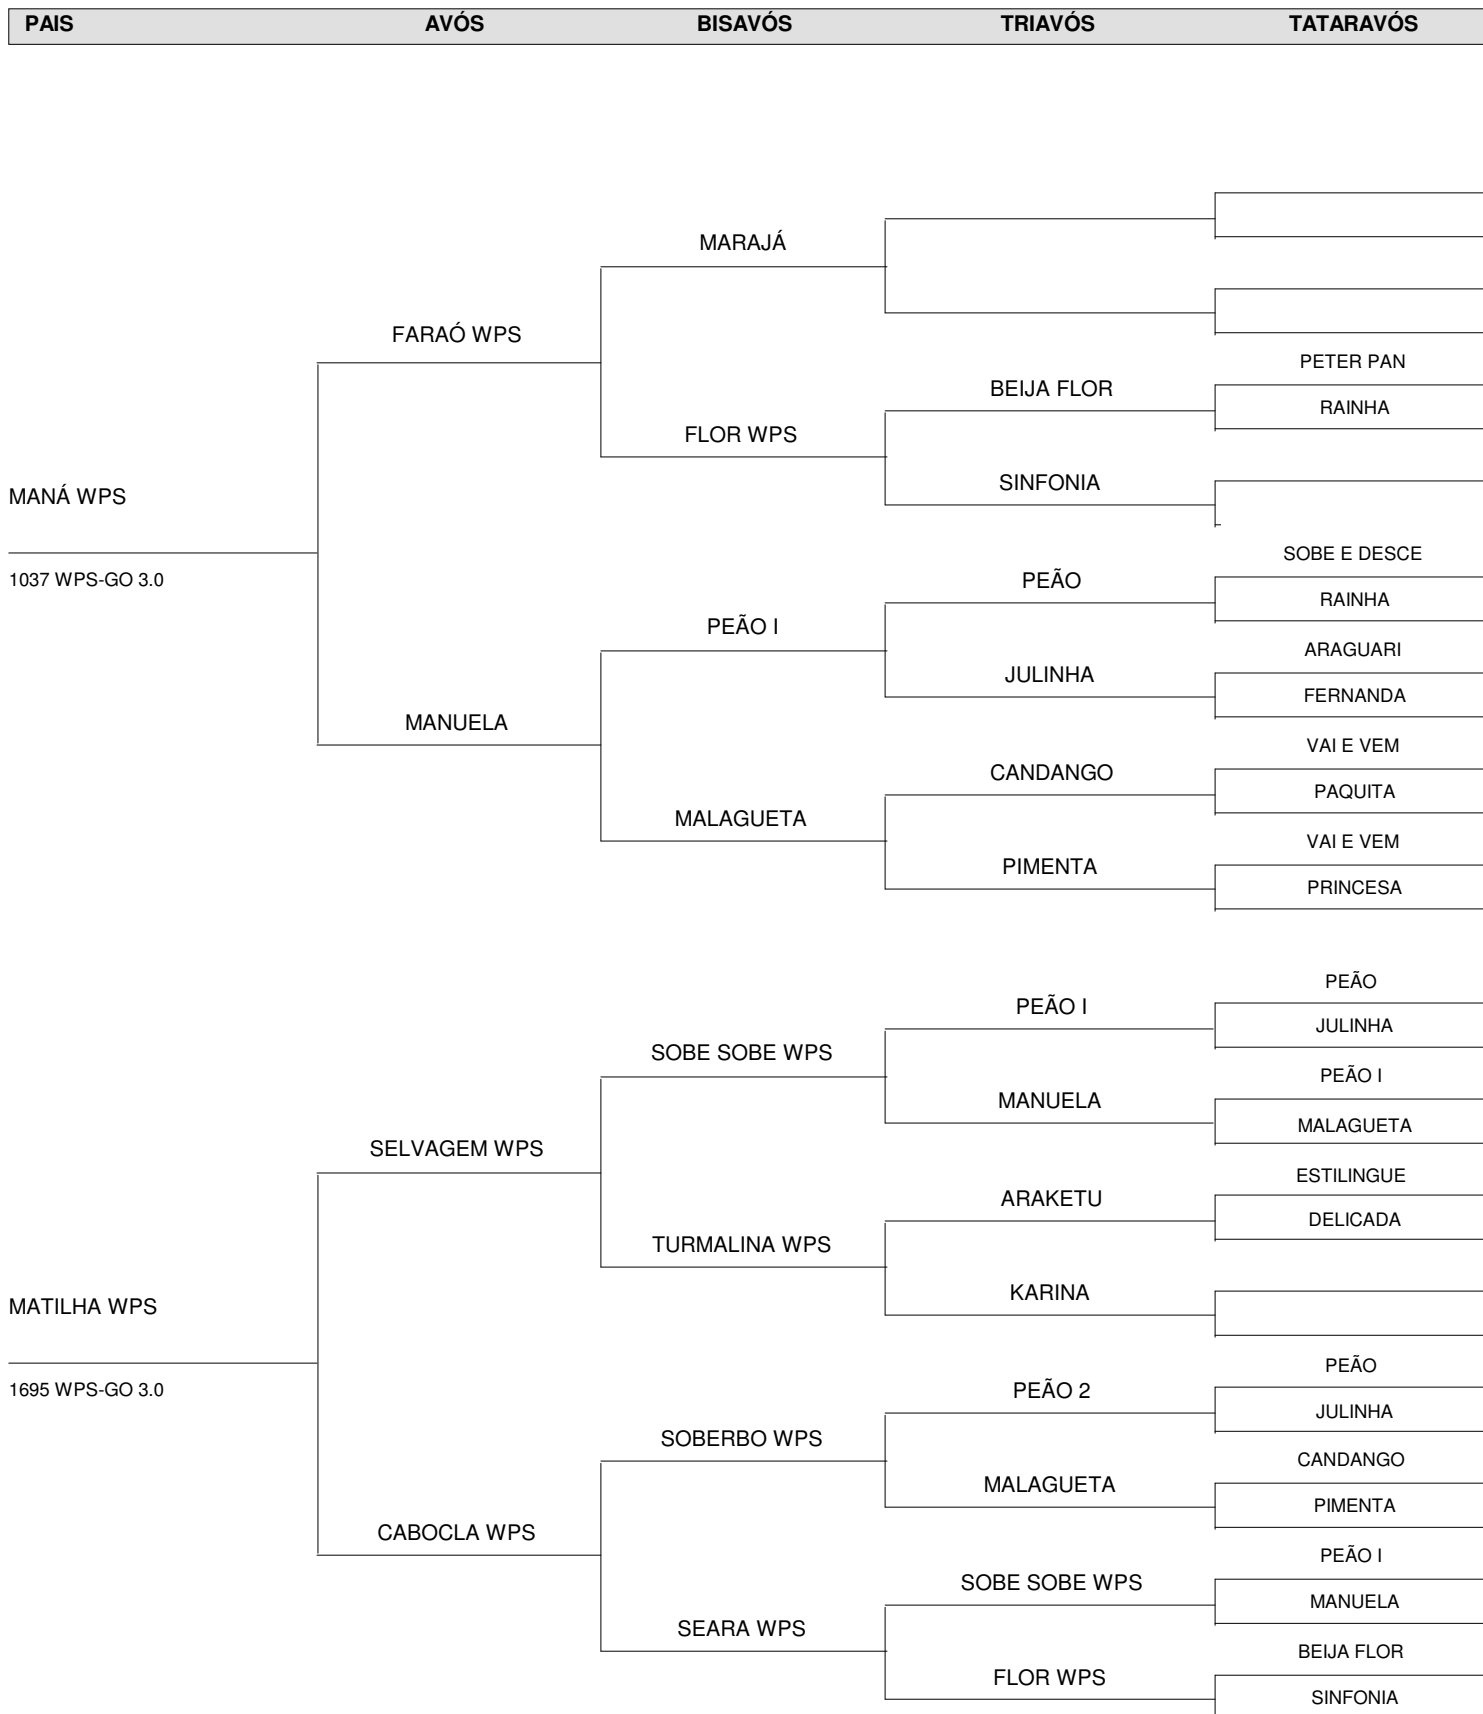 PAIS AVÓS BISAVÓS TRIAVÓS TATARAVÓS
MARAJÁ
FARAÓ WPS
PETER PAN
BEIJA FLOR
RAINHA
FLOR WPS
SINFONIA
MANÁ WPS
SOBE E DESCE
1037 WPS-GO 3.0
PEÃO
RAINHA
PEÃO I
ARAGUARI
JULINHA
FERNANDA
MANUELA
VAI E VEM
CANDANGO
PAQUITA
MALAGUETA
VAI E VEM
PIMENTA
PRINCESA
PEÃO
PEÃO I
JULINHA
SOBE SOBE WPS
PEÃO I
MANUELA
MALAGUETA
SELVAGEM WPS
ESTILINGUE
ARAKETU
DELICADA
TURMALINA WPS
KARINA
MATILHA WPS
PEÃO
1695 WPS-GO 3.0
PEÃO 2
JULINHA
SOBERBO WPS
CANDANGO
MALAGUETA
PIMENTA
CABOCLA WPS
PEÃO I
SOBE SOBE WPS
MANUELA
SEARA WPS
BEIJA FLOR
FLOR WPS
SINFONIA